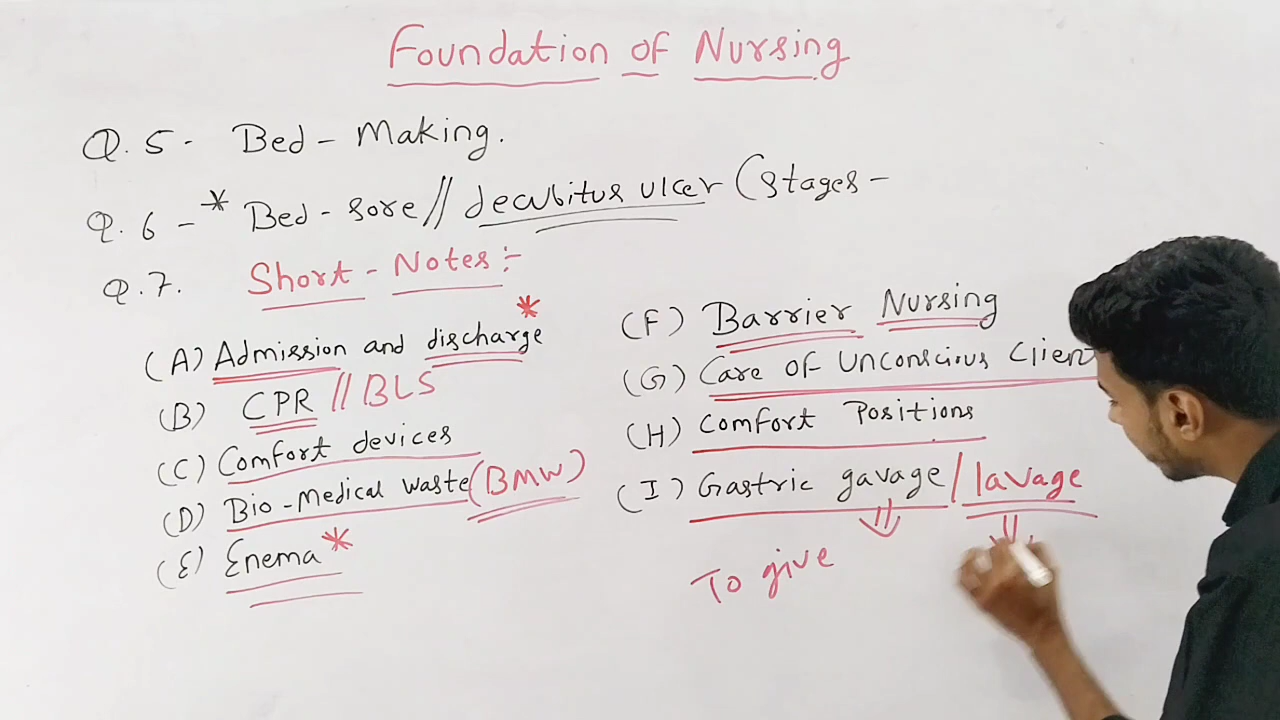 Foundation of Nursing
Q. 5 - Bed - Making.
Q. 6 - * Bed - sore // decubitus ulcer (stages -
Q. 7. Short - Notes :-
(A) Admission and discharge *
(B) CPR // BLS
(C) Comfort devices
(D) Bio - Medical waste (BMW)
(E) Enema *
(F) Barrier Nursing
(G) Care of Unconscious Client
(H) Comfort Positions
(I) Gastric gavage / lavage
To give